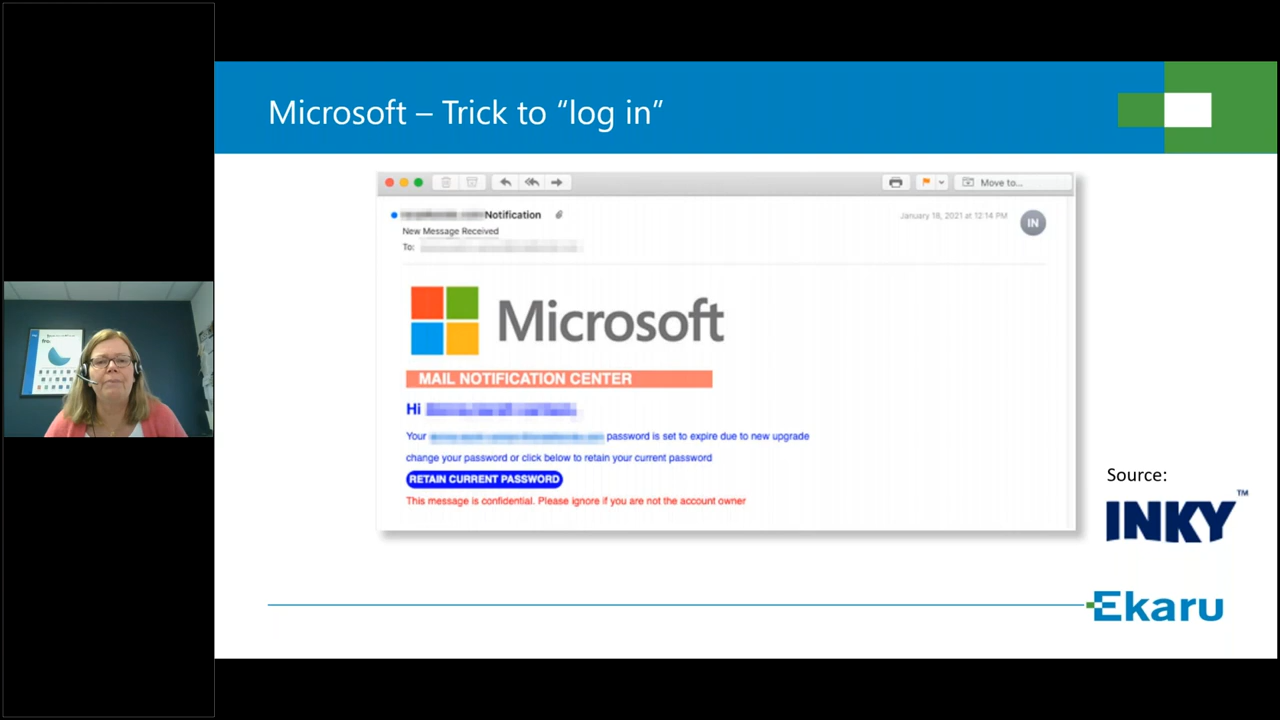 Microsoft – Trick to “log in”
Move to...
Notification
January 18, 2021 at 12:14 PM
IN
New Message Received
To:
Microsoft
MAIL NOTIFICATION CENTER
Hi
Your password is set to expire due to new upgrade
change your password or click below to retain your current password
RETAIN CURRENT PASSWORD
This message is confidential. Please ignore if you are not the account owner
Source:
INKY™
Ekaru